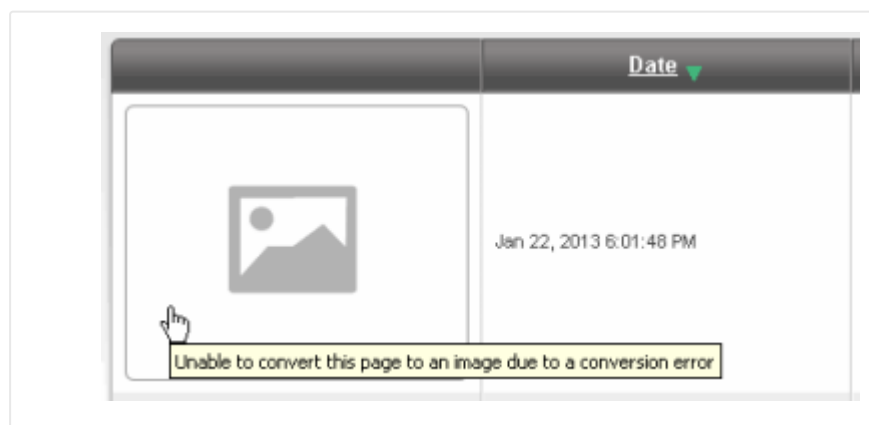 Date
Jan 22, 2013 6:01:48 PM
Unable to convert this page to an image due to a conversion error